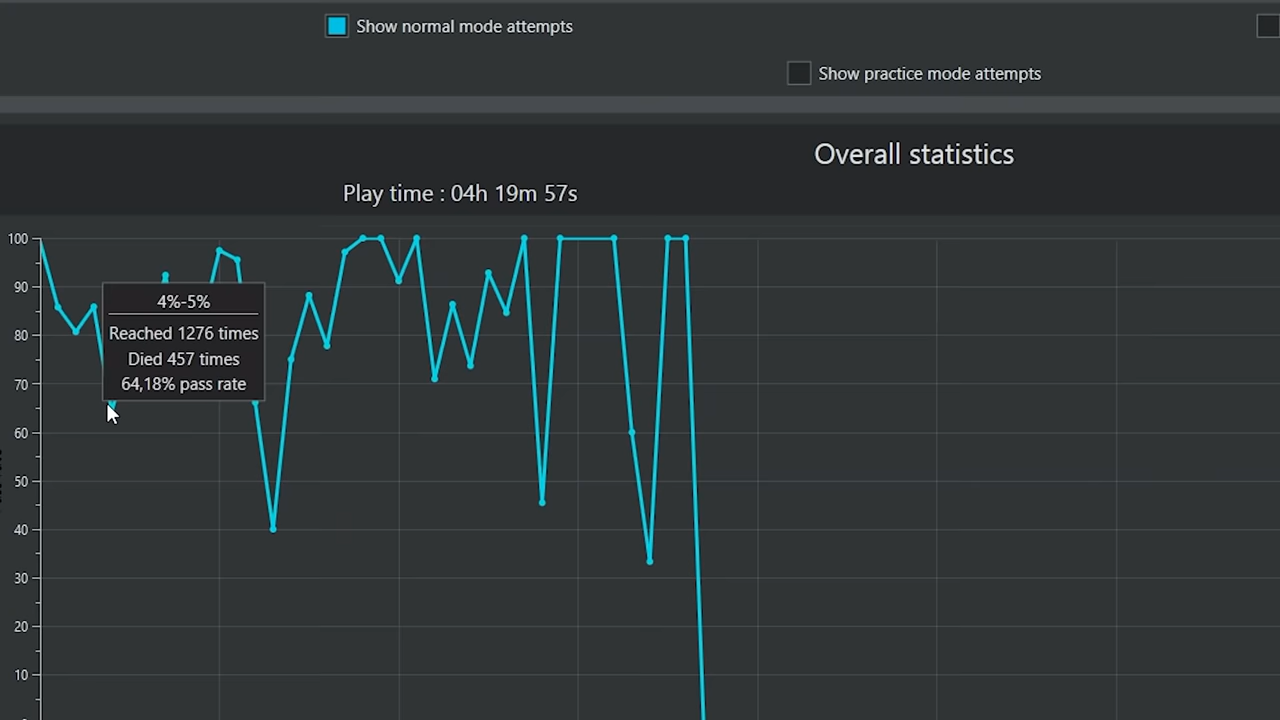 Show normal mode attempts
Show practice mode attempts
Overall statistics
Play time : 04h 19m 57s
100
90
80
70
60
50
40
30
20
10
4%-5%
Reached 1276 times
Died 457 times
64,18% pass rate